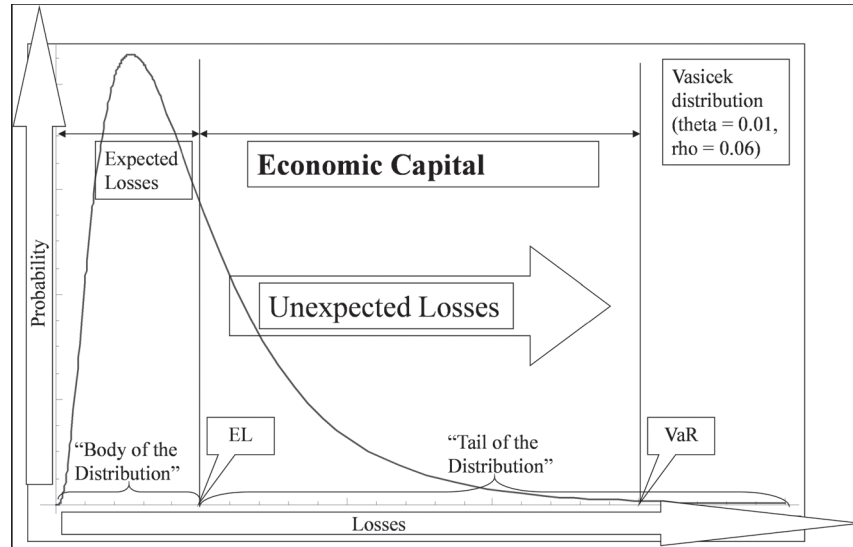 Vasicek
distribution
(theta = 0.01,
rho = 0.06)
Expected
Losses
Economic Capital
Probability
Unexpected Losses
“Body of the
Distribution”
EL
“Tail of the
Distribution”
VaR
Losses